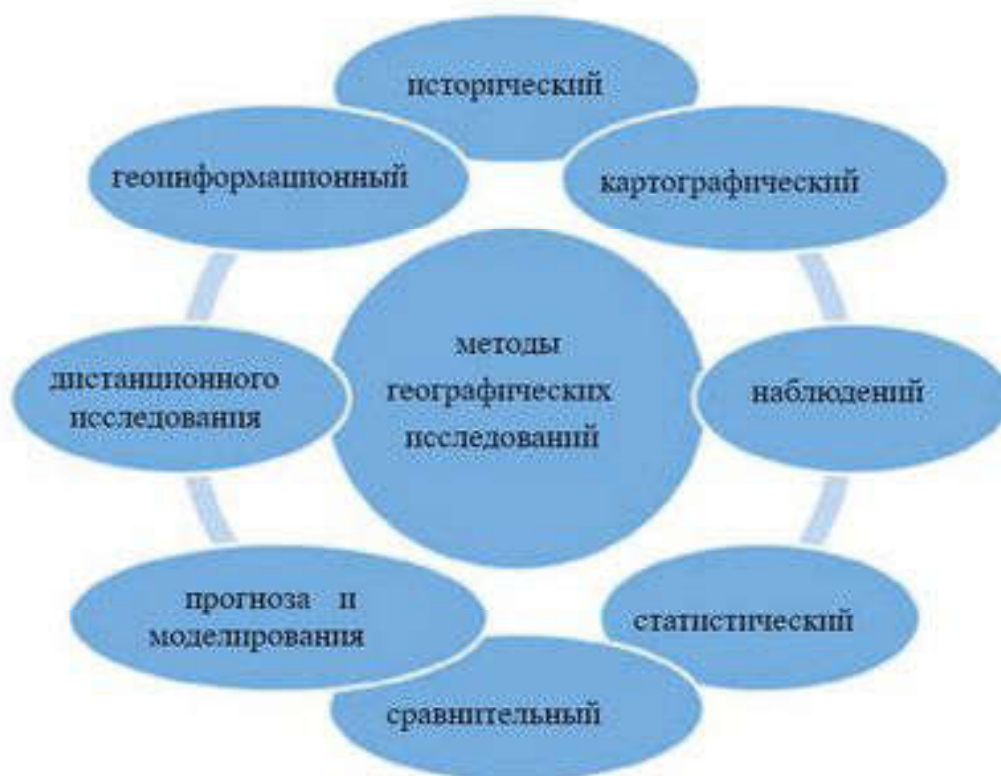 исторический
геоинформационный
картографический
методы
географических
исследований
дистанционного
исследования
наблюдений
прогноза и
моделирования
статистический
сравнительный